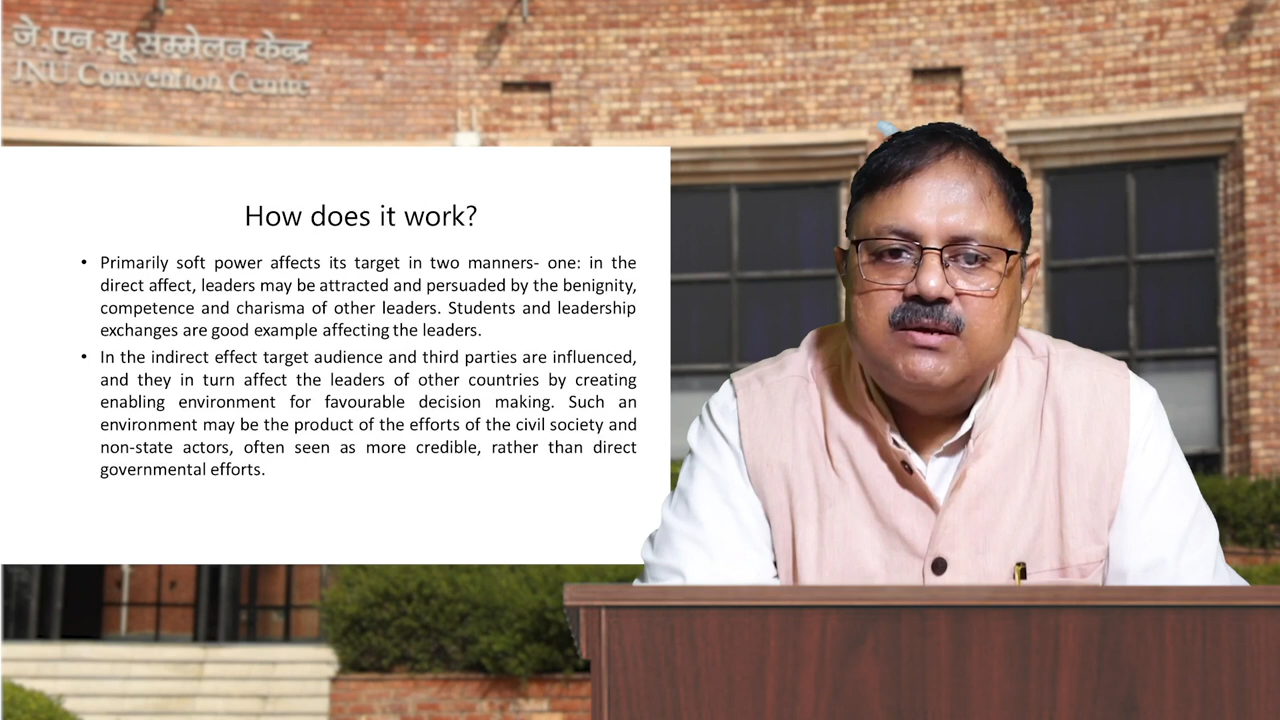 जे.एन.यू.सम्मेलन केन्द्र
JNU Convention Centre
How does it work?
• Primarily soft power affects its target in two manners- one: in the
direct affect, leaders may be attracted and persuaded by the benignity,
competence and charisma of other leaders. Students and leadership
exchanges are good example affecting the leaders.
• In the indirect effect target audience and third parties are influenced,
and they in turn affect the leaders of other countries by creating
enabling environment for favourable decision making. Such an
environment may be the product of the efforts of the civil society and
non-state actors, often seen as more credible, rather than direct
governmental efforts.